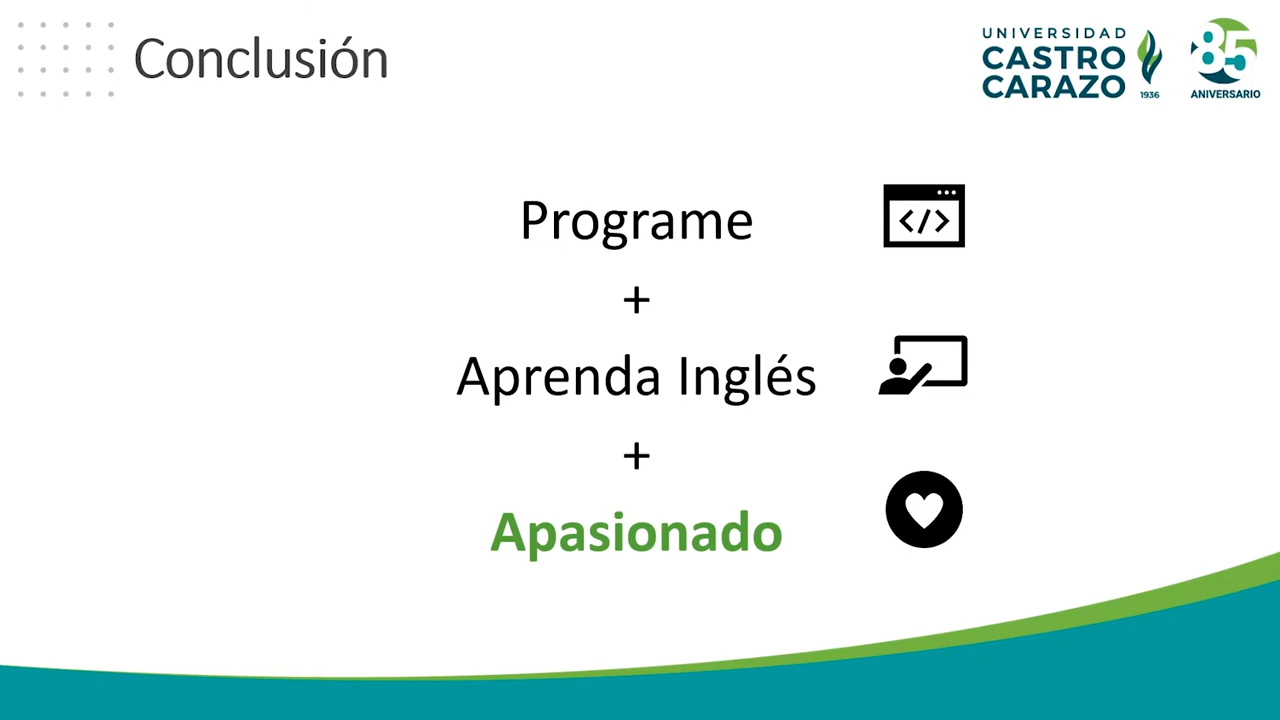 Conclusión
UNIVERSIDAD
CASTRO
CARAZO
1936
85
ANIVERSARIO
Programe
</>
+
Aprenda Inglés
+
Apasionado